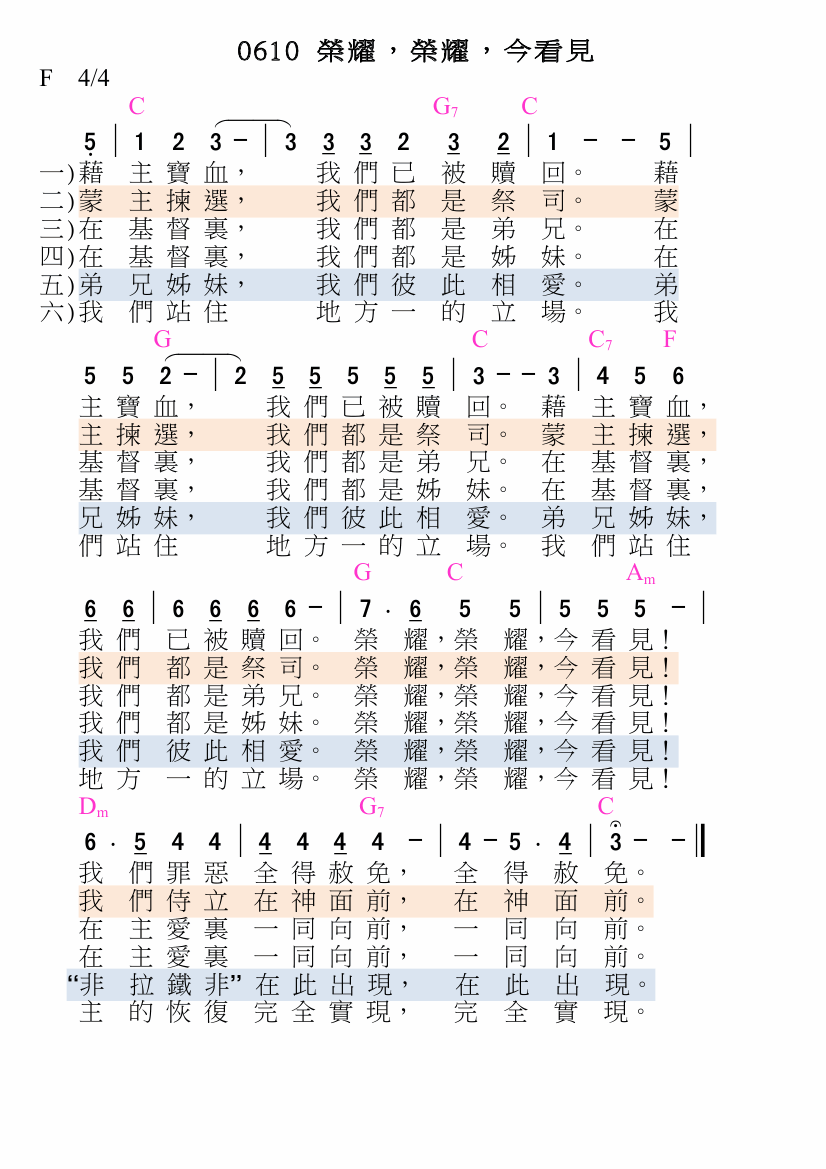 0610 榮耀，榮耀，今看見
F 4/4
C G7 C
5 | 1 2 3 － | 3 3 3 2 3 2 | 1 － － 5 |
一)藉 主 寶 血， 我 們 已 被 贖 回。 藉
二)蒙 主 揀 選， 我 們 都 是 祭 司。 蒙
三)在 基 督 裏， 我 們 都 是 弟 兄。 在
四)在 基 督 裏， 我 們 都 是 姊 妹。 在
五)弟 兄 姊 妹， 我 們 彼 此 相 愛。 弟
六)我 們 站 住 地 方 一 的 立 場。 我
G C C7 F
5 5 2 － | 2 5 5 5 5 5 | 3 － － 3 | 4 5 6
主 寶 血， 我 們 已 被 贖 回。 藉 主 寶 血，
主 揀 選， 我 們 都 是 祭 司。 蒙 主 揀 選，
基 督 裏， 我 們 都 是 弟 兄。 在 基 督 裏，
基 督 裏， 我 們 都 是 姊 妹。 在 基 督 裏，
兄 姊 妹， 我 們 彼 此 相 愛。 弟 兄 姊 妹，
們 站 住 地 方 一 的 立 場。 我 們 站 住
G C Am
6 6 | 6 6 6 6 － | 7 . 6 5 5 | 5 5 5 － |
我 們 已 被 贖 回。 榮 耀，榮 耀，今 看 見！
我 們 都 是 祭 司。 榮 耀，榮 耀，今 看 見！
我 們 都 是 弟 兄。 榮 耀，榮 耀，今 看 見！
我 們 都 是 姊 妹。 榮 耀，榮 耀，今 看 見！
我 們 彼 此 相 愛。 榮 耀，榮 耀，今 看 見！
地 方 一 的 立 場。 榮 耀，榮 耀，今 看 見！
Dm G7 C
6 . 5 4 4 | 4 4 4 4 － | 4 － 5 . 4 | 3 － － ‖
我 們 罪 惡 全 得 赦 免， 全 得 赦 免。
我 們 侍 立 在 神 面 前， 在 神 面 前。
在 主 愛 裏 一 同 向 前， 一 同 向 前。
在 主 愛 裏 一 同 向 前， 一 同 向 前。
“非 拉 鐵 非” 在 此 出 現， 在 此 出 現。
主 的 恢 復 完 全 實 現， 完 全 實 現。